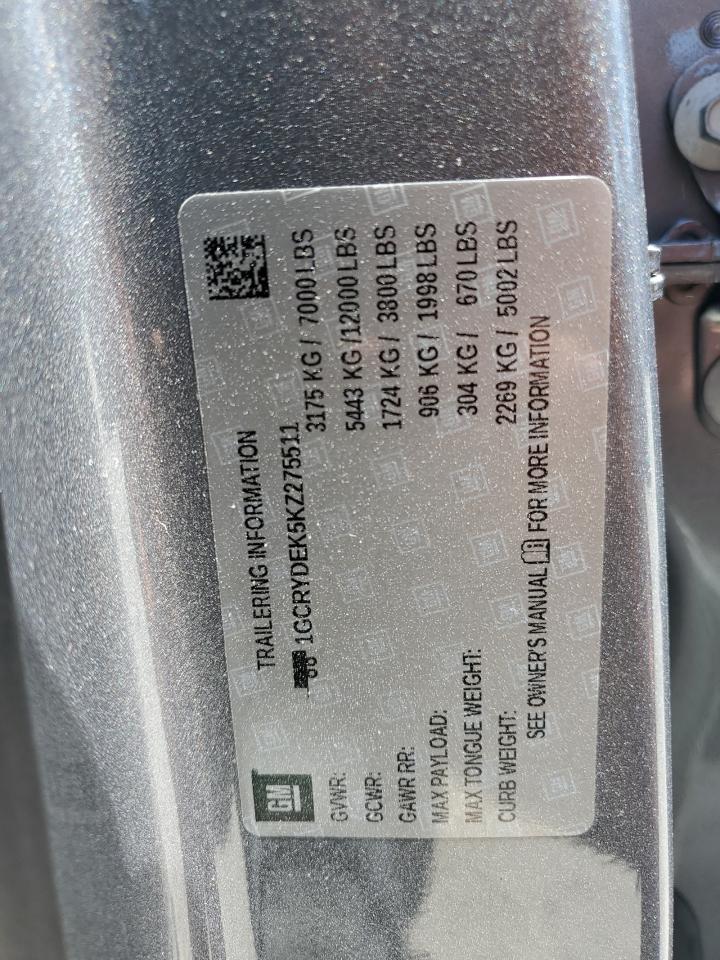 GM
TRAILERING INFORMATION
1GCRYDEK5KZ275511
GVWR: 3175 KG / 7000 LBS
GCWR: 5443 KG /12000 LBS
GAWR RR: 1724 KG / 3800 LBS
MAX PAYLOAD: 906 KG / 1998 LBS
MAX TONGUE WEIGHT: 304 KG / 670 LBS
CURB WEIGHT: 2269 KG / 5002 LBS
SEE OWNER'S MANUAL FOR MORE INFORMATION